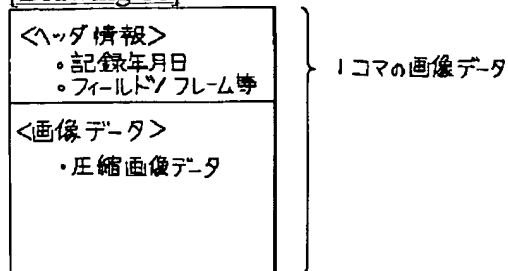 <ヘッダ情報>
・記録年月日
・フィールド/フレーム等
1コマの画像データ
<画像データ>
・圧縮画像データ